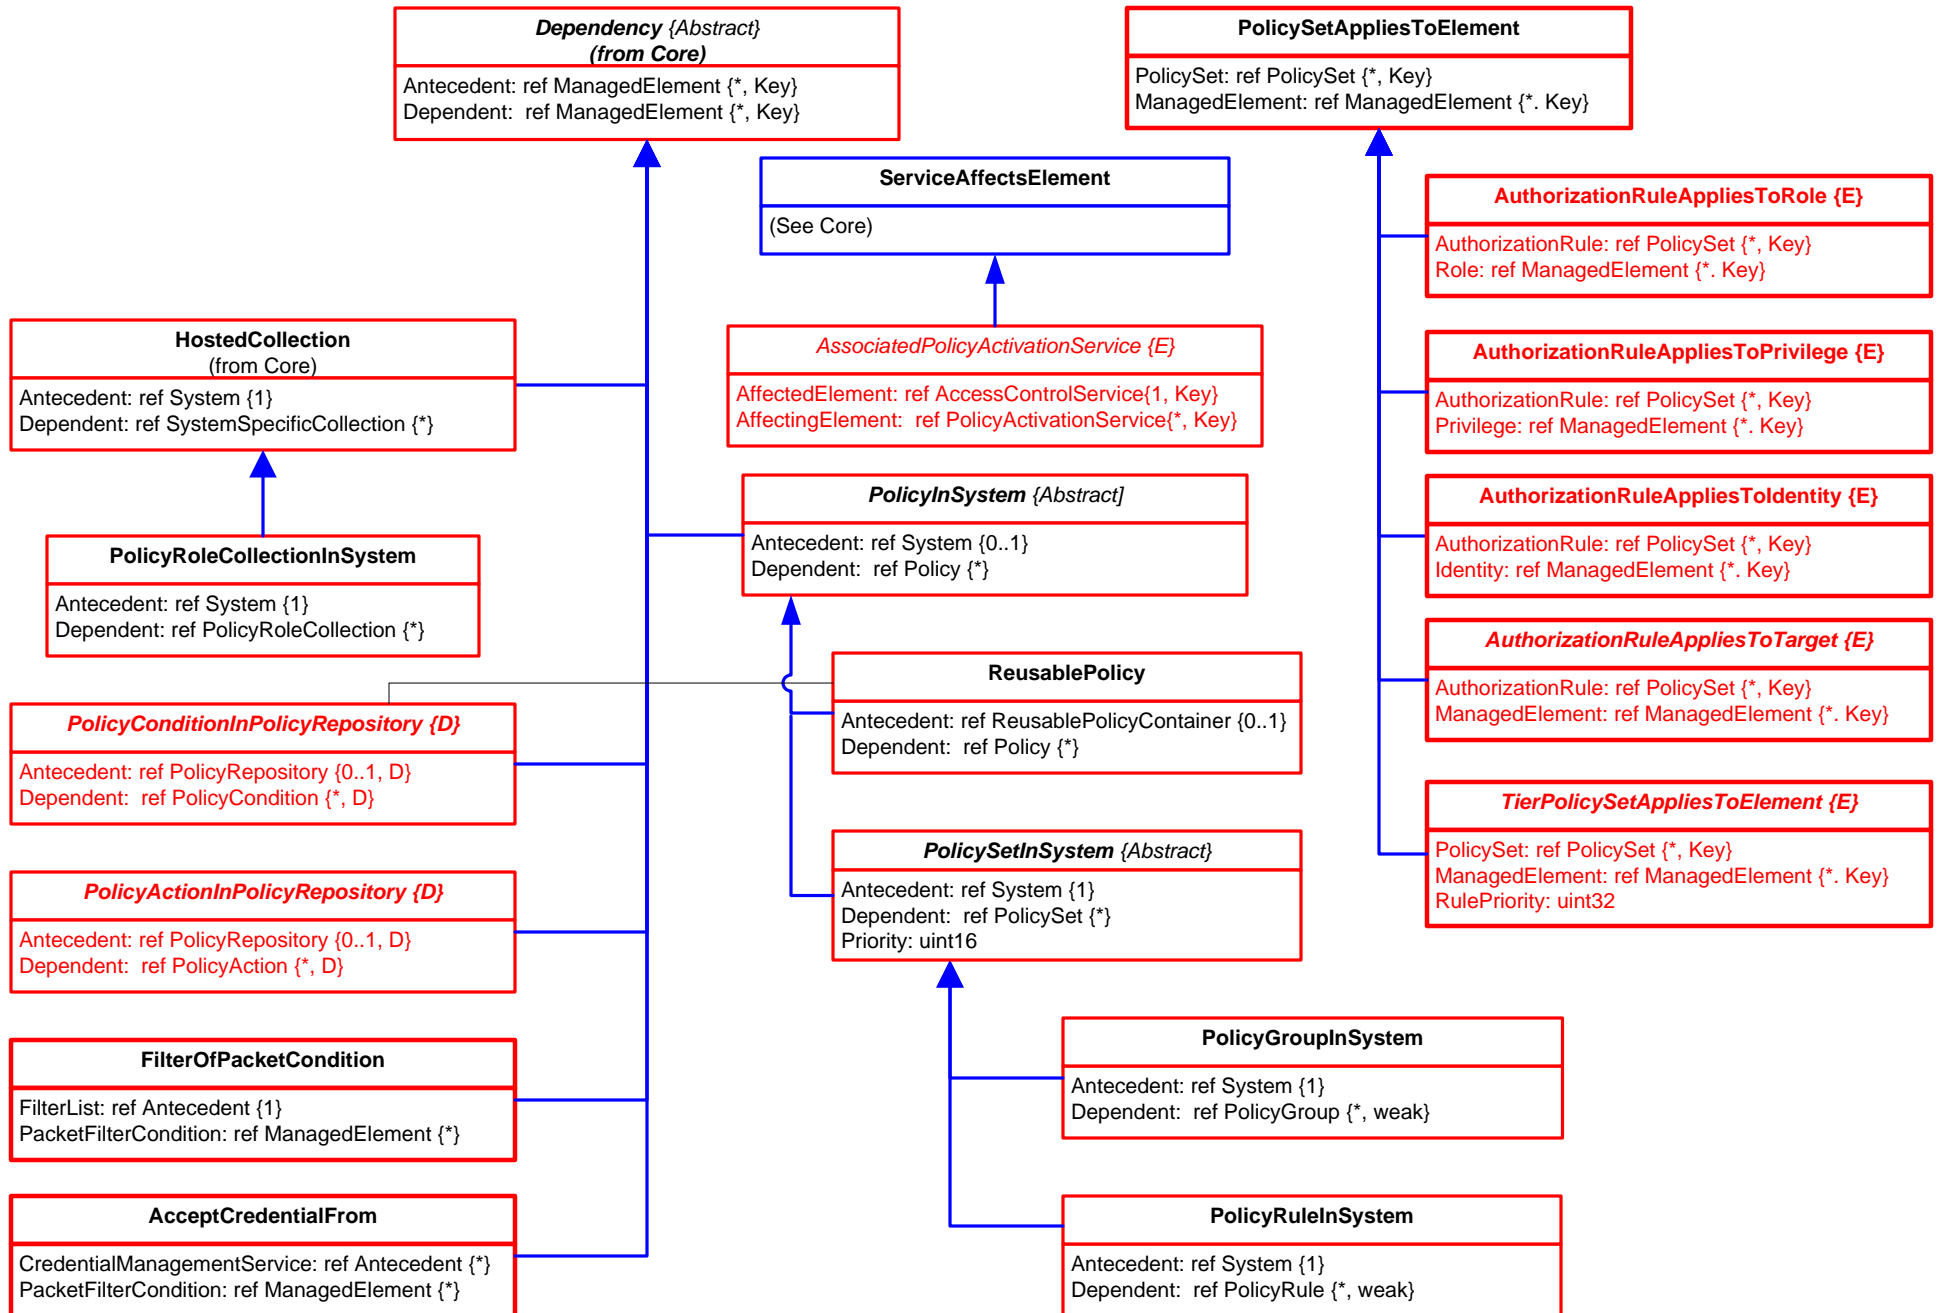 Dependency {Abstract}
(from Core)
Antecedent: ref ManagedElement {*, Key}
Dependent:  ref ManagedElement {*, Key}
PolicySetAppliesToElement
PolicySet: ref PolicySet {*, Key}
ManagedElement: ref ManagedElement {*. Key}
ServiceAffectsElement
(See Core)
AuthorizationRuleAppliesToRole {E}
AuthorizationRule: ref PolicySet {*, Key}
Role: ref ManagedElement {*. Key}
HostedCollection
(from Core)
Antecedent: ref System {1}
Dependent: ref SystemSpecificCollection {*}
AssociatedPolicyActivationService {E}
AffectedElement: ref AccessControlService{1, Key}
AffectingElement:  ref PolicyActivationService{*, Key}
AuthorizationRuleAppliesToPrivilege {E}
AuthorizationRule: ref PolicySet {*, Key}
Privilege: ref ManagedElement {*. Key}
PolicyInSystem {Abstract]
Antecedent: ref System {0..1}
Dependent:  ref Policy {*}
AuthorizationRuleAppliesToIdentity {E}
AuthorizationRule: ref PolicySet {*, Key}
Identity: ref ManagedElement {*. Key}
PolicyRoleCollectionInSystem
Antecedent: ref System {1}
Dependent: ref PolicyRoleCollection {*}
AuthorizationRuleAppliesToTarget {E}
AuthorizationRule: ref PolicySet {*, Key}
ManagedElement: ref ManagedElement {*. Key}
ReusablePolicy
Antecedent: ref ReusablePolicyContainer {0..1}
Dependent:  ref Policy {*}
PolicyConditionInPolicyRepository {D}
Antecedent: ref PolicyRepository {0..1, D}
Dependent:  ref PolicyCondition {*, D}
TierPolicySetAppliesToElement {E}
PolicySet: ref PolicySet {*, Key}
ManagedElement: ref ManagedElement {*. Key}
RulePriority: uint32
PolicySetInSystem {Abstract}
Antecedent: ref System {1}
Dependent:  ref PolicySet {*}
Priority: uint16
PolicyActionInPolicyRepository {D}
Antecedent: ref PolicyRepository {0..1, D}
Dependent:  ref PolicyAction {*, D}
PolicyGroupInSystem
Antecedent: ref System {1}
Dependent:  ref PolicyGroup {*, weak}
FilterOfPacketCondition
FilterList: ref Antecedent {1}
PacketFilterCondition: ref ManagedElement {*}
AcceptCredentialFrom
CredentialManagementService: ref Antecedent {*}
PacketFilterCondition: ref ManagedElement {*}
PolicyRuleInSystem
Antecedent: ref System {1}
Dependent:  ref PolicyRule {*, weak}